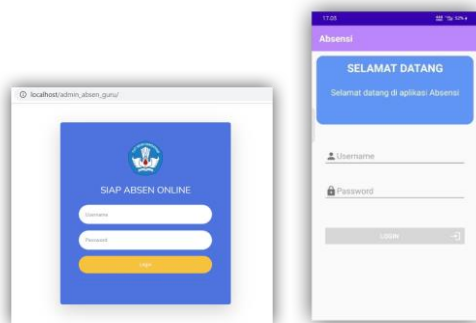 localhost/admin_absen_guru/
SIAP ABSEN ONLINE
Username
Password
Login
17.03
Absensi
SELAMAT DATANG
Selamat datang di aplikasi Absensi
Username
Password
LOGIN